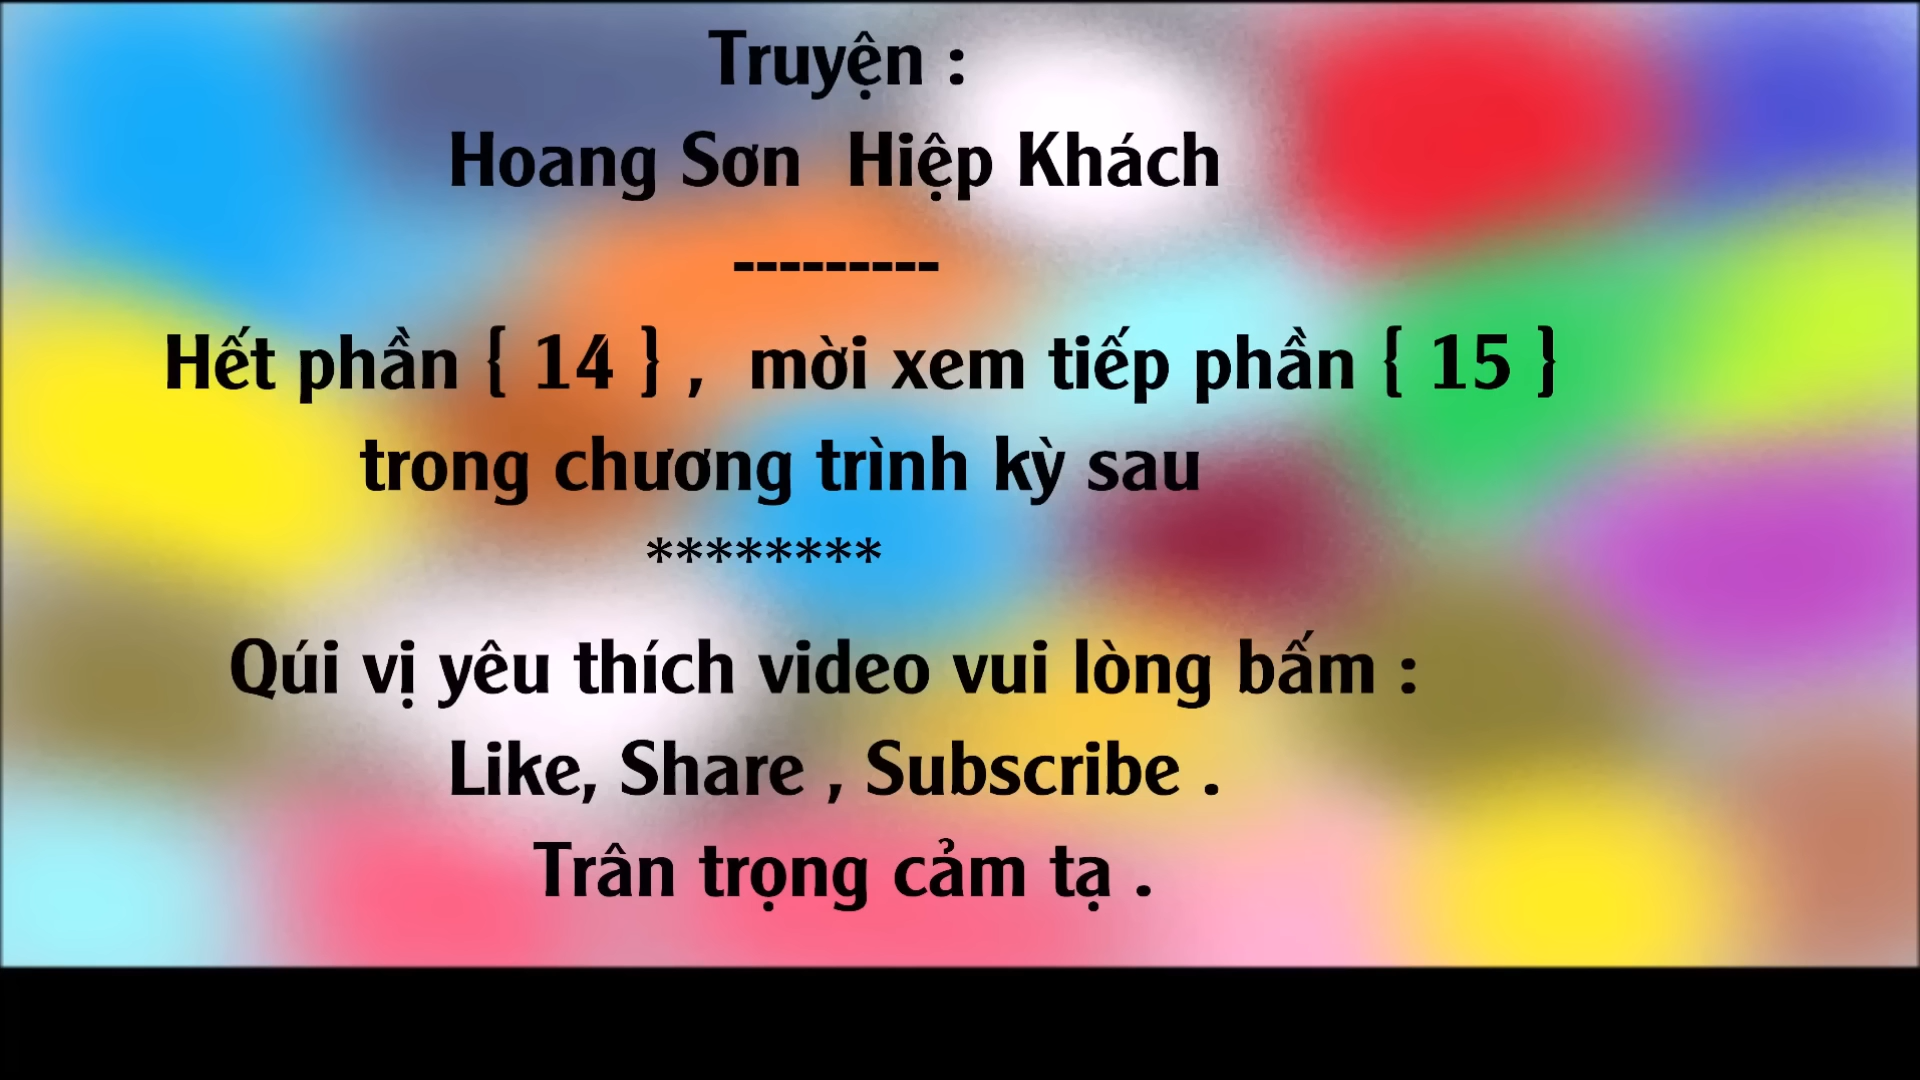 Truyện :
Hoang Sơn Hiệp Khách
---------
Hết phần { 14 } , mời xem tiếp phần { 15 }
trong chương trình kỳ sau
********
Qúi vị yêu thích video vui lòng bấm :
Like, Share , Subscribe .
Trân trọng cảm tạ .